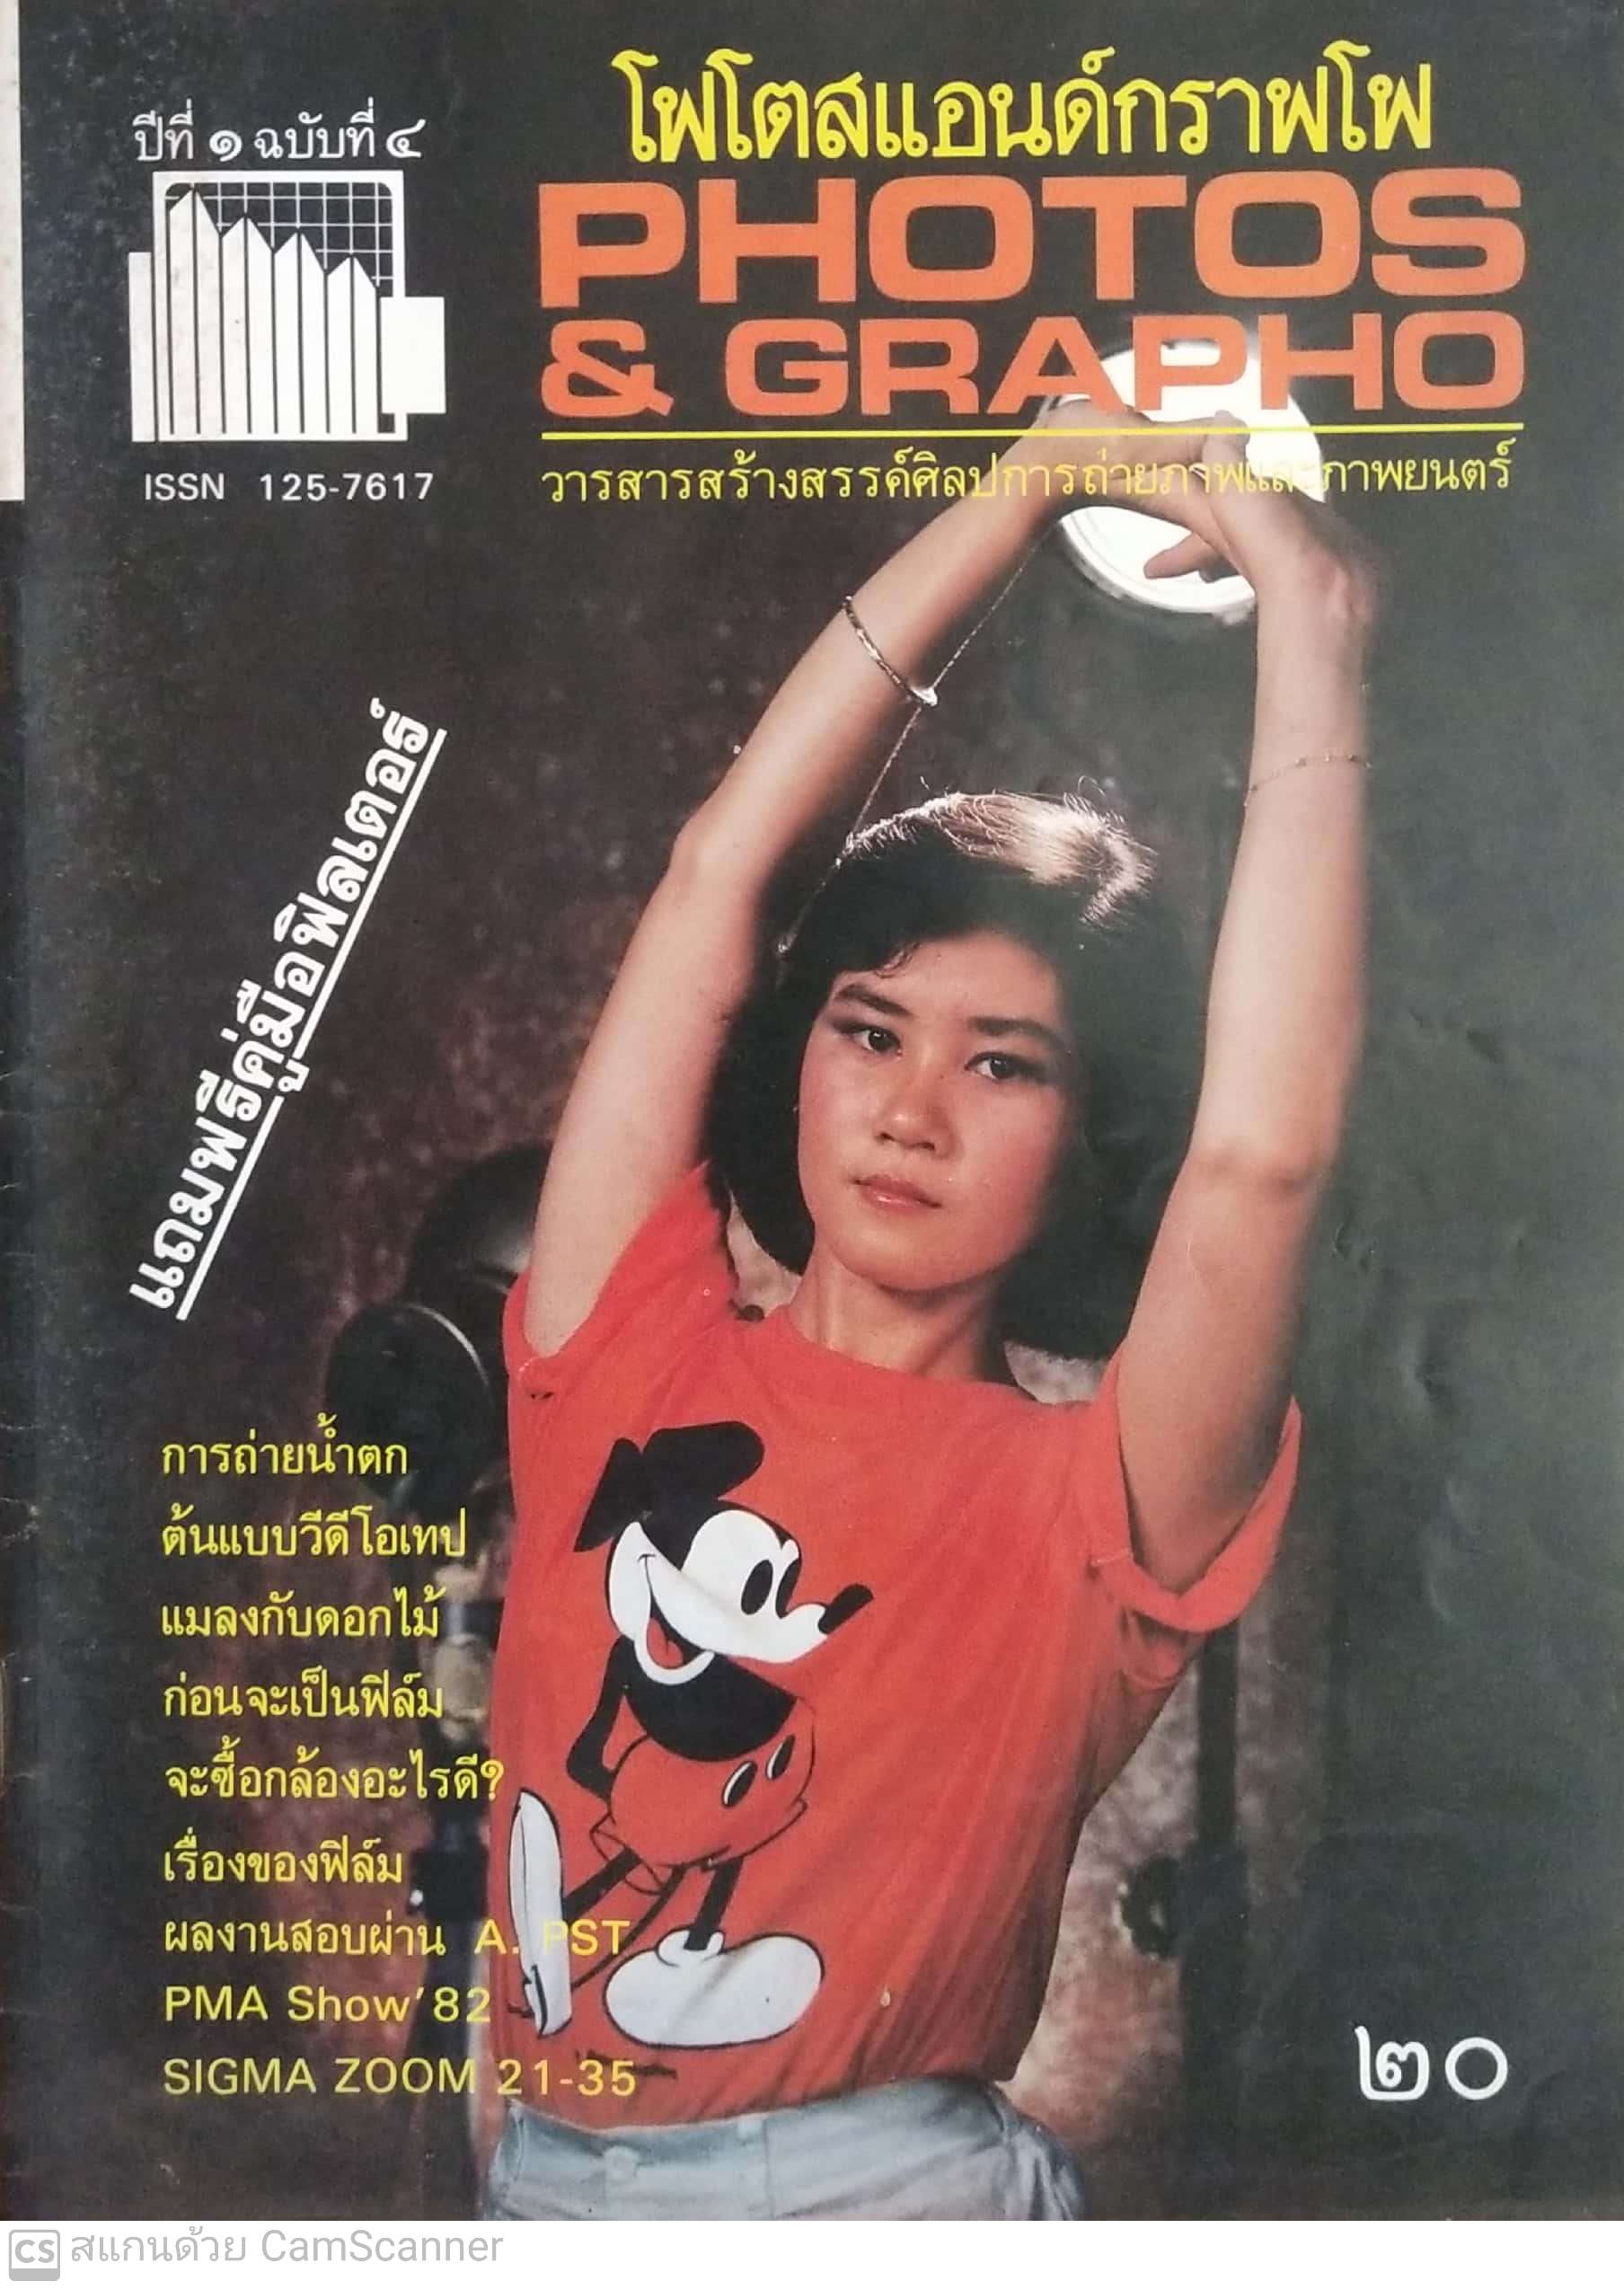 ปีที่ ๑ ฉบับที่ ๔
ISSN 125-7617
โฟโตสแอนด์กราฟโฟ
PHOTOS
& GRAPHO
วารสารสร้างสรรค์ศิลปการถ่ายภาพและภาพยนตร์
แถมฟรีคู่มือฟิลเตอร์
การถ่ายน้ำตก
ต้นแบบวีดีโอเทป
แมลงกับดอกไม้
ก่อนจะเป็นฟิล์ม
จะซื้อกล้องอะไรดี?
เรื่องของฟิล์ม
ผลงานสอบผ่าน A. PST
PMA Show'82
SIGMA ZOOM 21-35
๒๐
CS สแกนด้วย CamScanner